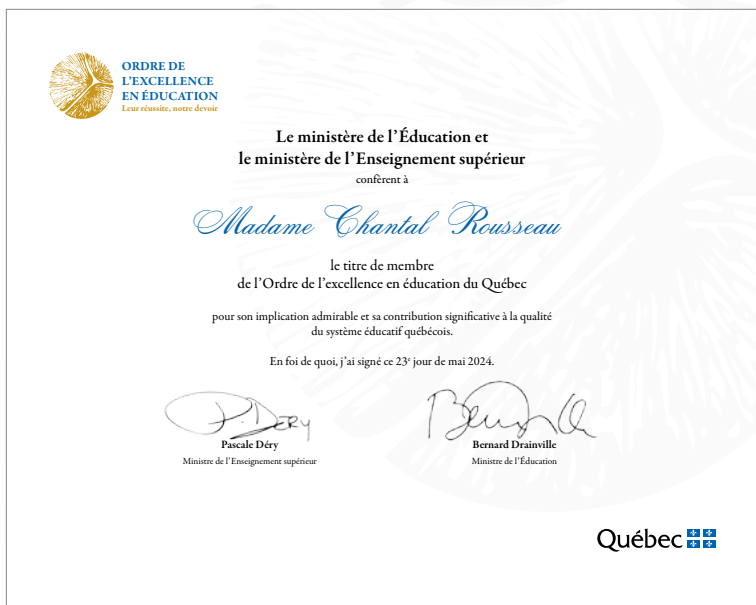 ORDRE DE
L'EXCELLENCE
EN ÉDUCATION
Leur réussite, notre devoir
Le ministère de l'Éducation et
le ministère de l'Enseignement supérieur
confèrent à
Madame Chantal Rousseau
le titre de membre
de l'Ordre de l'excellence en éducation du Québec
pour son implication admirable et sa contribution significative à la qualité
du système éducatif québécois.
En foi de quoi, j'ai signé ce 23e jour de mai 2024.
P. DERY
Pascale Déry
Ministre de l'Enseignement supérieur
Bernard Drainville
Ministre de l'Éducation
Québec